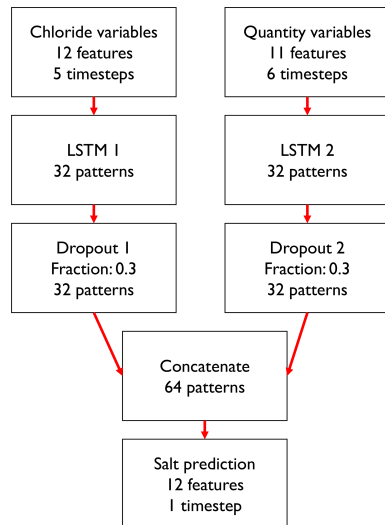 Chloride variables
12 features
5 timesteps
Quantity variables
11 features
6 timesteps
LSTM 1
32 patterns
LSTM 2
32 patterns
Dropout 1
Fraction: 0.3
32 patterns
Dropout 2
Fraction: 0.3
32 patterns
Concatenate
64 patterns
Salt prediction
12 features
1 timestep